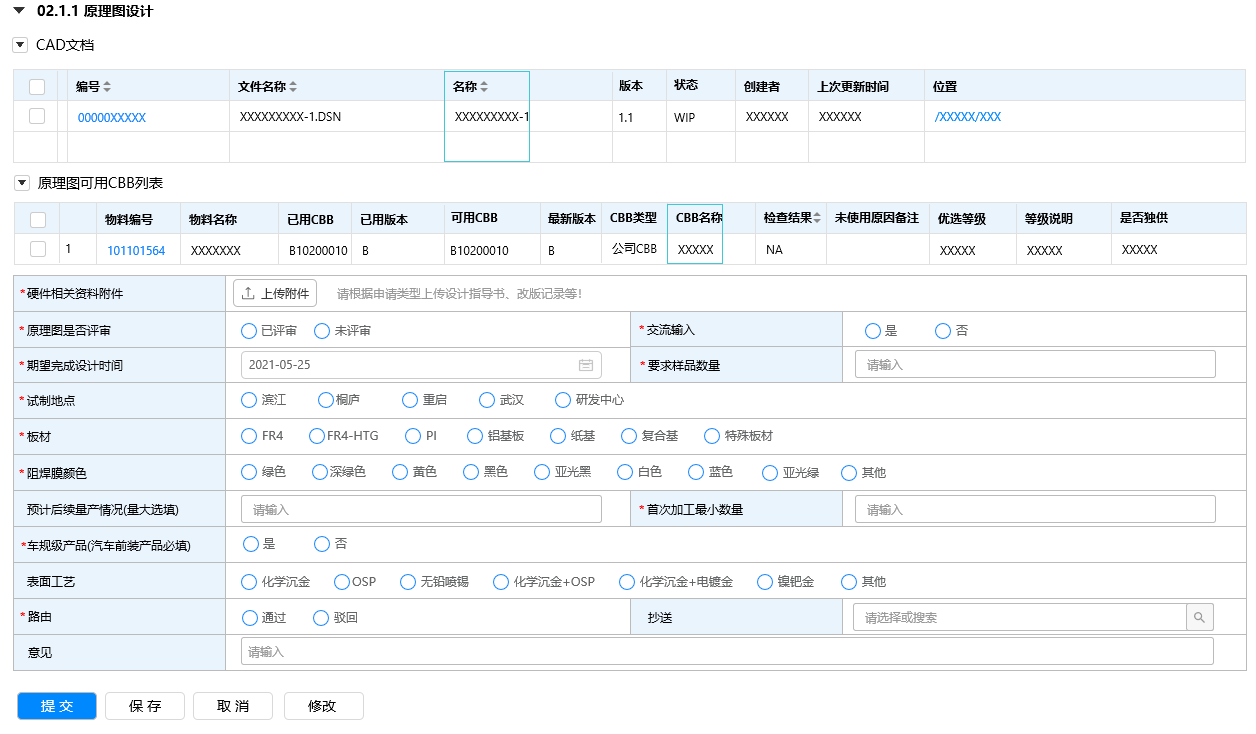 02.1.1 原理图设计
CAD文档
编号 文件名称 名称 版本 状态 创建者 上次更新时间 位置
00000XXXXX XXXXXXXXX-1.DSN XXXXXXXXX-1 1.1 WIP XXXXXX XXXXXX /XXXXX/XXX
原理图可用CBB列表
物料编号 物料名称 已用CBB 已用版本 可用CBB 最新版本 CBB类型 CBB名称 检查结果 未使用原因备注 优选等级 等级说明 是否独供
1 101101564 XXXXXXX B10200010 B B10200010 B 公司CBB XXXXX NA XXXXX XXXXX XXXXX
*硬件相关资料附件 上传附件 请根据申请类型上传设计指导书、改版记录等!
*原理图是否评审 已评审 未评审 *交流输入 是 否
*期望完成设计时间 2021-05-25 *要求样品数量 请输入
*试制地点 滨江 桐庐 重启 武汉 研发中心
*板材 FR4 FR4-HTG PI 铝基板 纸基 复合基 特殊板材
*阻焊膜颜色 绿色 深绿色 黄色 黑色 亚光黑 白色 蓝色 亚光绿 其他
预计后续量产情况(量大选填) 请输入 *首次加工最小数量 请输入
*车规级产品(汽车前装产品必填) 是 否
表面工艺 化学沉金 OSP 无铅喷锡 化学沉金+OSP 化学沉金+电镀金 镍钯金 其他
*路由 通过 驳回 抄送 请选择或搜索
意见 请输入
提交 保存 取消 修改